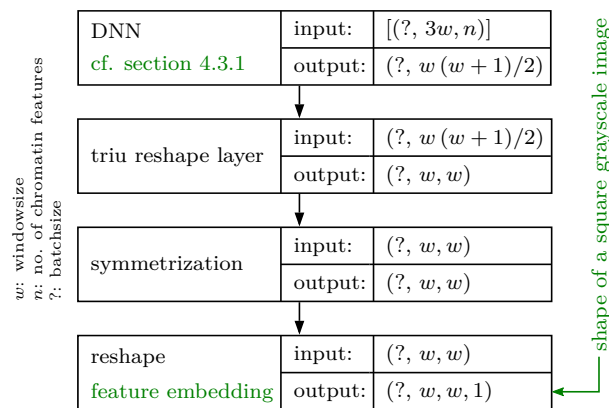 DNN
cf. section 4.3.1
input: [(?, 3w, n)]
output: (?, w (w + 1)/2)
triu reshape layer
input: (?, w (w + 1)/2)
output: (?, w, w)
symmetrization
input: (?, w, w)
output: (?, w, w)
reshape
feature embedding
input: (?, w, w)
output: (?, w, w, 1)
w: windowsize
n: no. of chromatin features
?: batchsize
shape of a square grayscale image